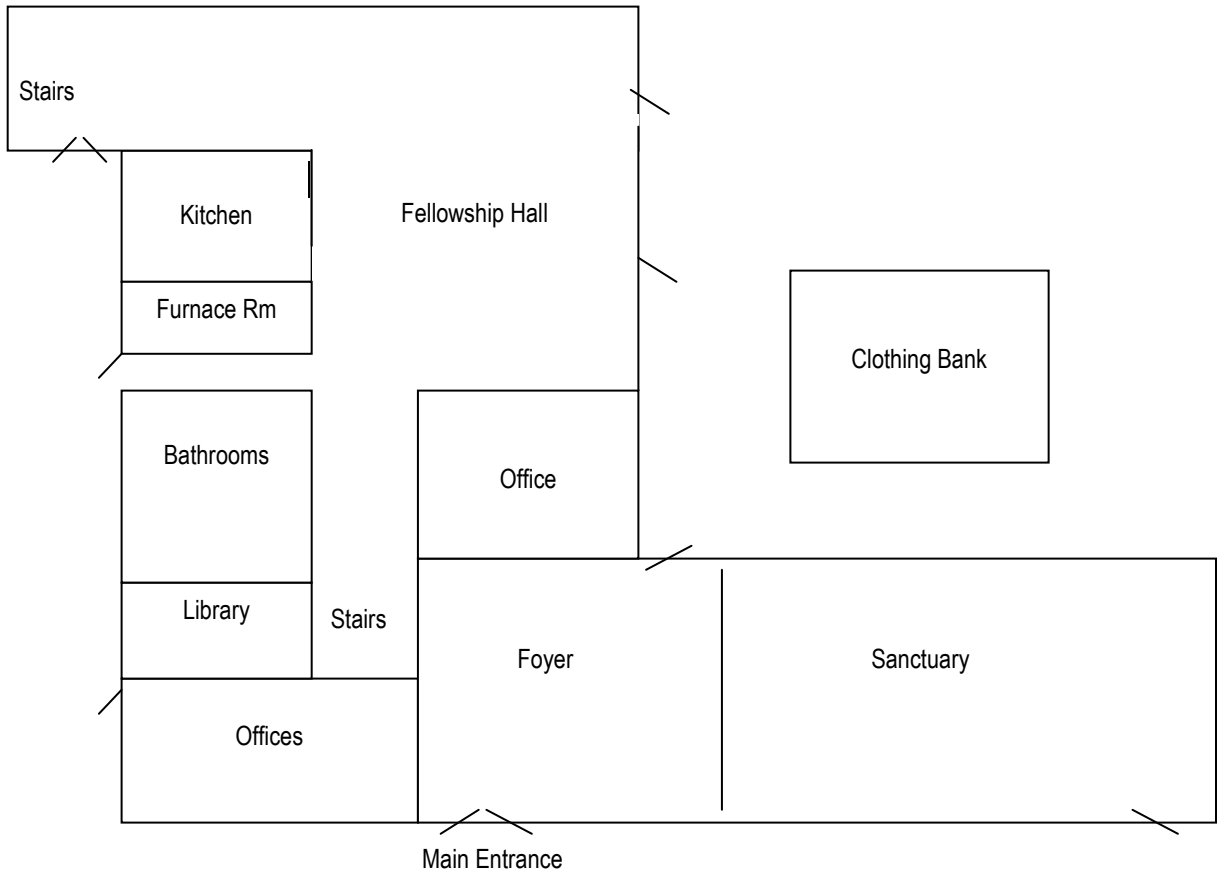 Stairs
Kitchen
Fellowship Hall
Furnace Rm
Clothing Bank
Bathrooms
Office
Library
Stairs
Foyer
Sanctuary
Offices
Main Entrance